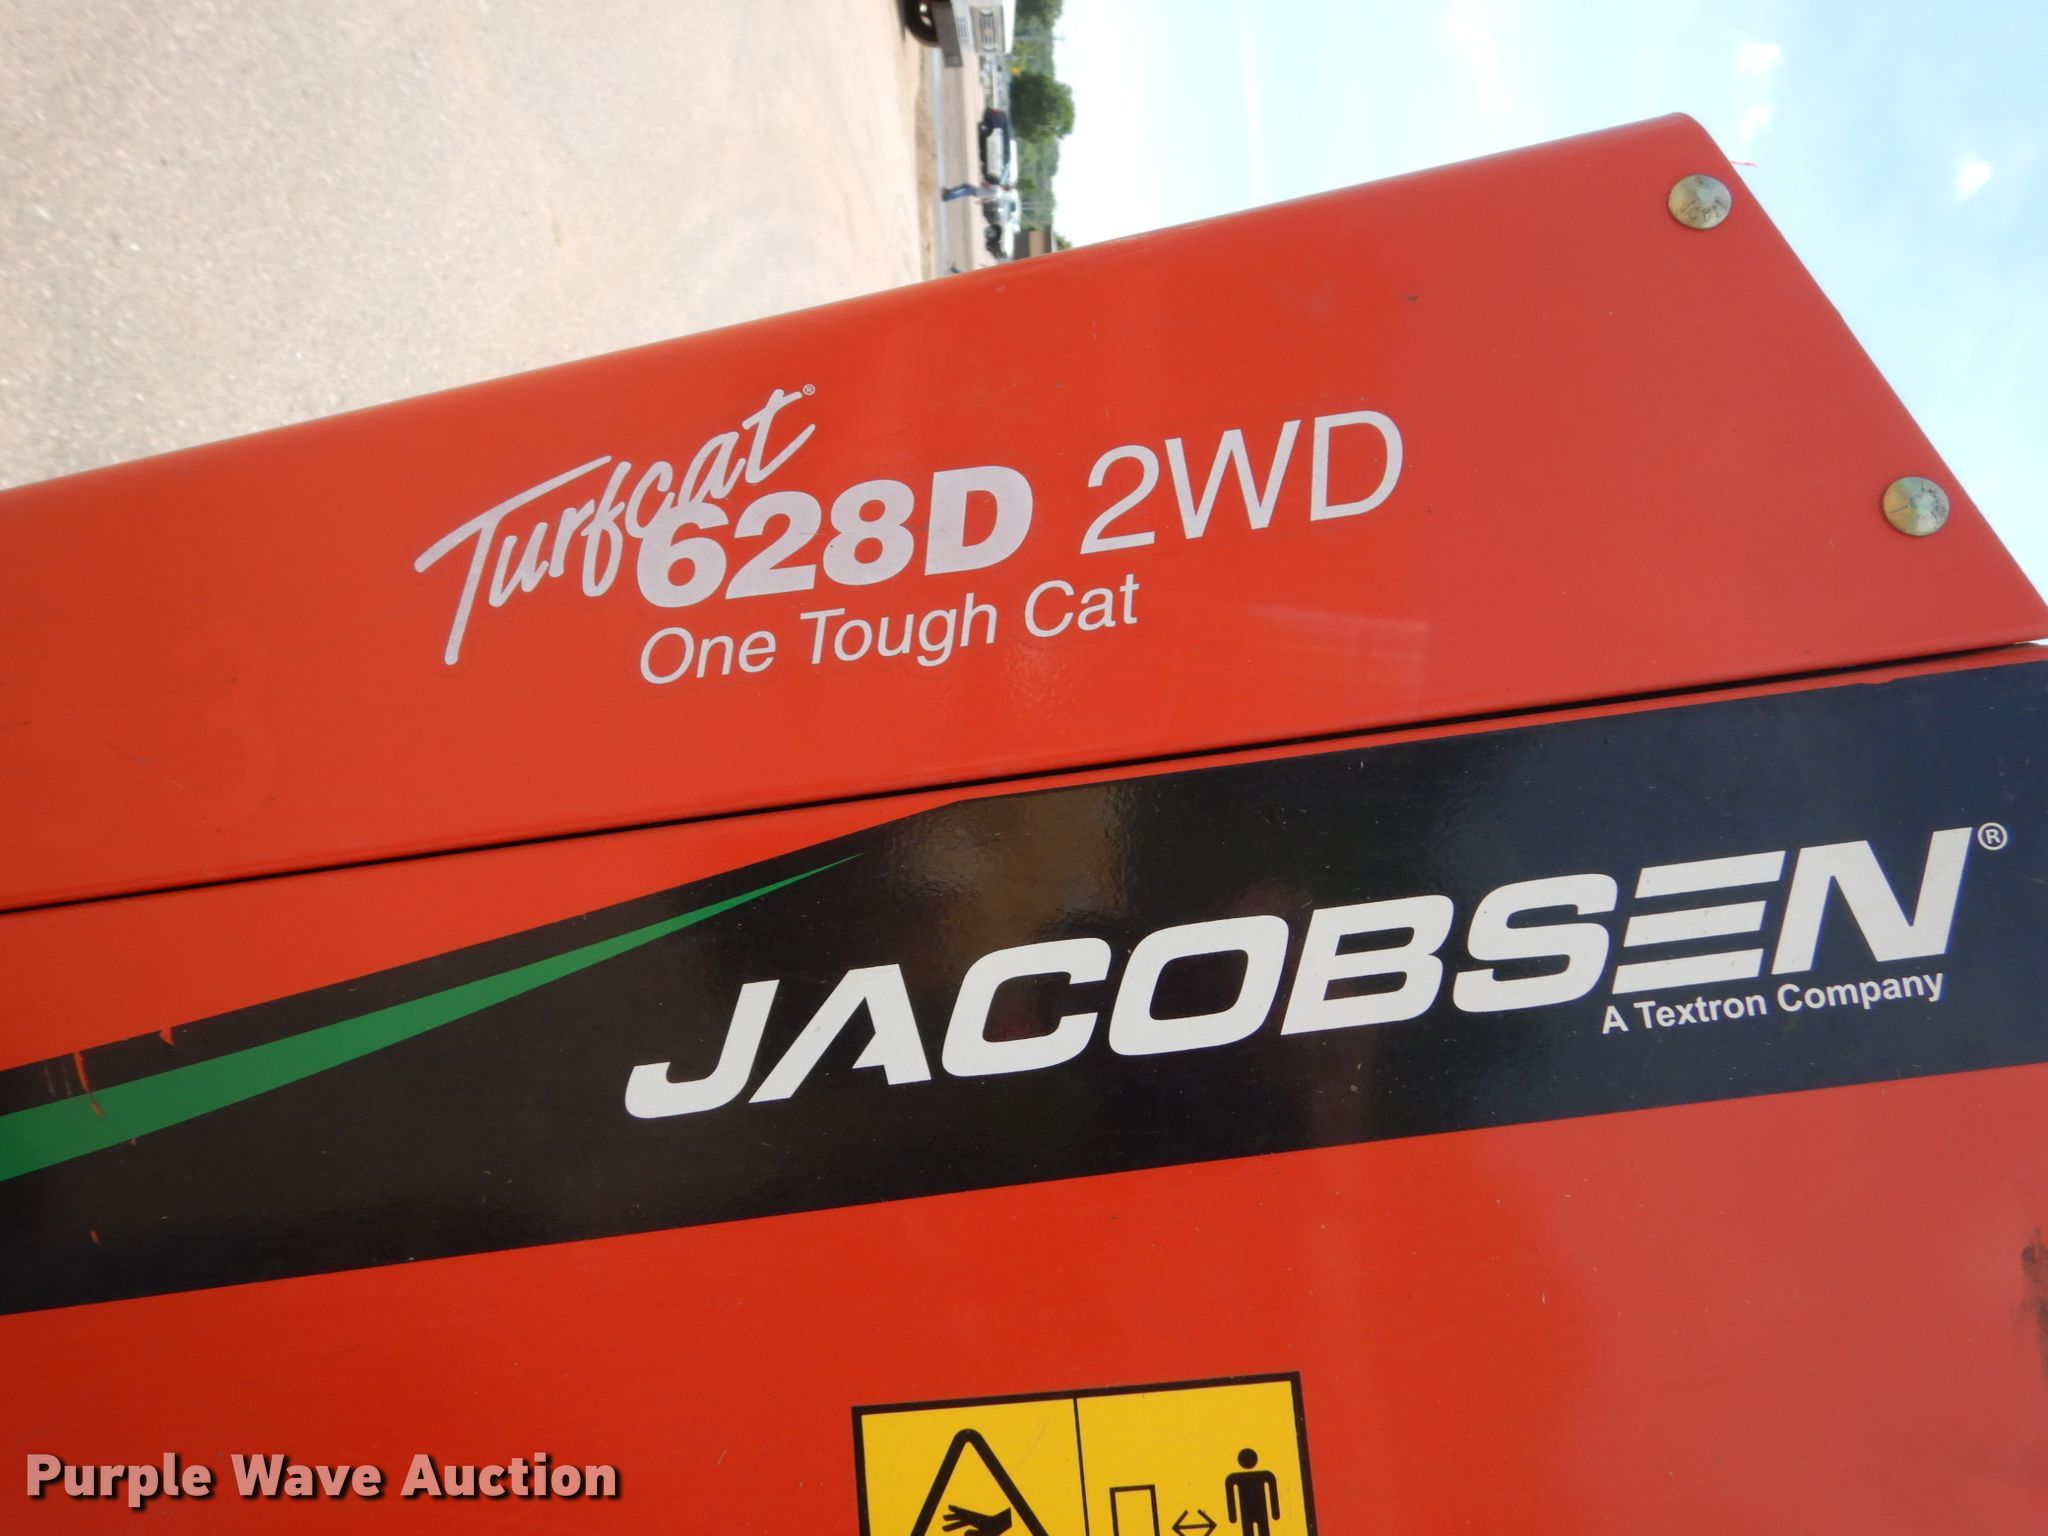 Turfcat®
628D 2WD
One Tough Cat
JACOBSEN®
A Textron Company
Purple Wave Auction